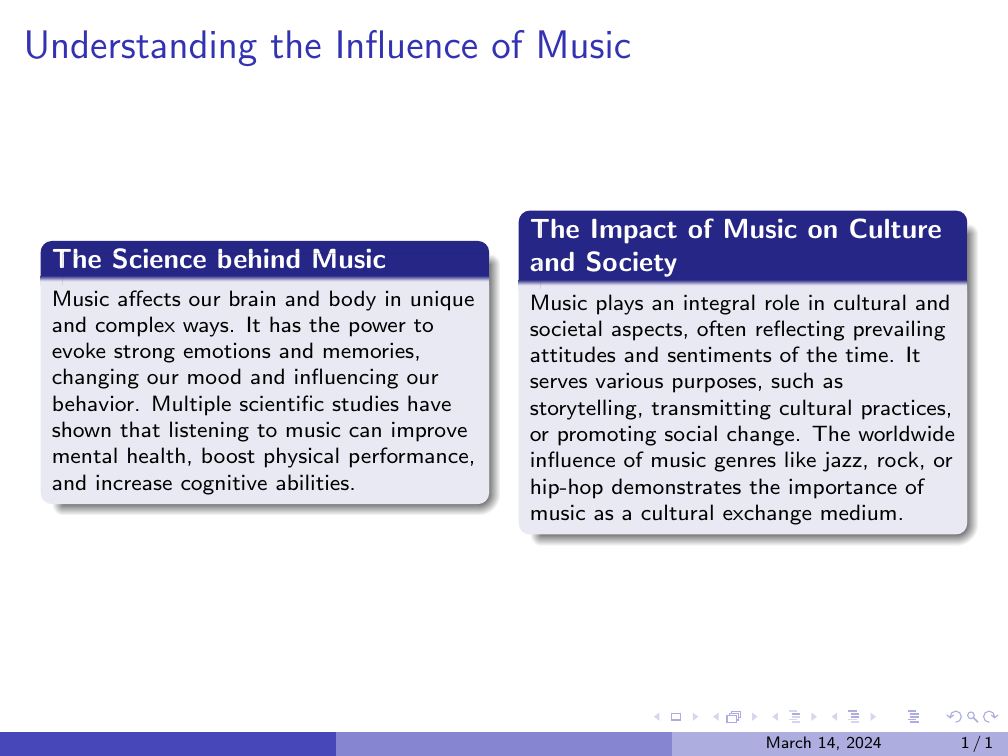 Understanding the Influence of Music
The Science behind Music
Music affects our brain and body in unique
and complex ways. It has the power to
evoke strong emotions and memories,
changing our mood and influencing our
behavior. Multiple scientific studies have
shown that listening to music can improve
mental health, boost physical performance,
and increase cognitive abilities.
The Impact of Music on Culture
and Society
Music plays an integral role in cultural and
societal aspects, often reflecting prevailing
attitudes and sentiments of the time. It
serves various purposes, such as
storytelling, transmitting cultural practices,
or promoting social change. The worldwide
influence of music genres like jazz, rock, or
hip-hop demonstrates the importance of
music as a cultural exchange medium.
March 14, 2024 1 / 1